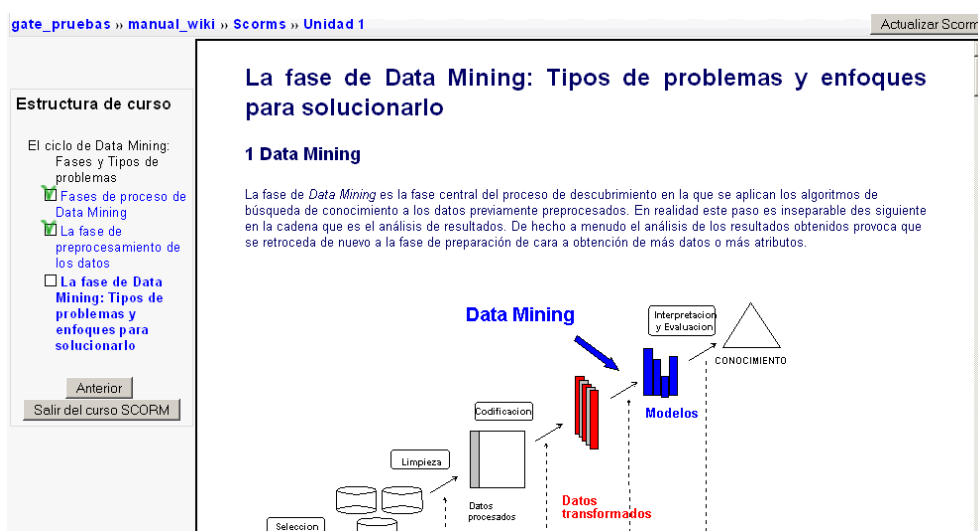 gate_pruebas » manual_wiki » Scorms » Unidad 1
Actualizar Scorm
Estructura de curso
El ciclo de Data Mining:
Fases y Tipos de
problemas
Fases de proceso de
Data Mining
La fase de
preprocesamiento de
los datos
La fase de Data
Mining: Tipos de
problemas y
enfoques para
solucionarlo
Anterior
Salir del curso SCORM
La fase de Data Mining: Tipos de problemas y enfoques
para solucionarlo
1 Data Mining
La fase de Data Mining es la fase central del proceso de descubrimiento en la que se aplican los algoritmos de
búsqueda de conocimiento a los datos previamente preprocesados. En realidad este paso es inseparable des siguiente
en la cadena que es el análisis de resultados. De hecho a menudo el análisis de los resultados obtenidos provoca que
se retroceda de nuevo a la fase de preparación de cara a obtención de más datos o más atributos.
Data Mining
Interpretacion
y Evaluacion
CONOCIMIENTO
Modelos
Codificacion
Limpieza
Datos
procesados
Datos
transformados
Seleccion